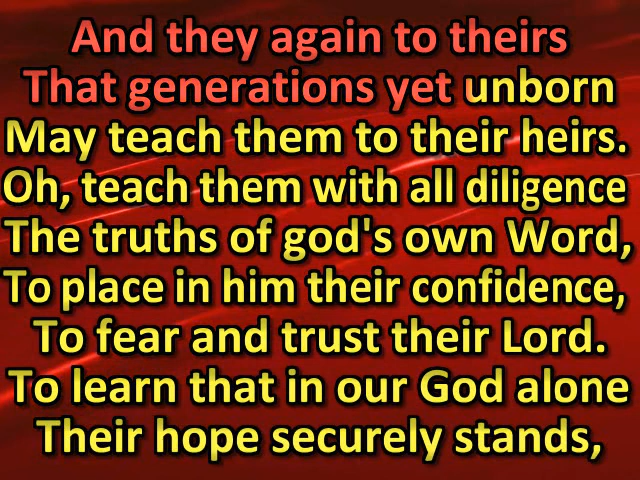 And they again to theirs
That generations yet unborn
May teach them to their heirs.
Oh, teach them with all diligence
The truths of god's own Word,
To place in him their confidence,
To fear and trust their Lord.
To learn that in our God alone
Their hope securely stands,